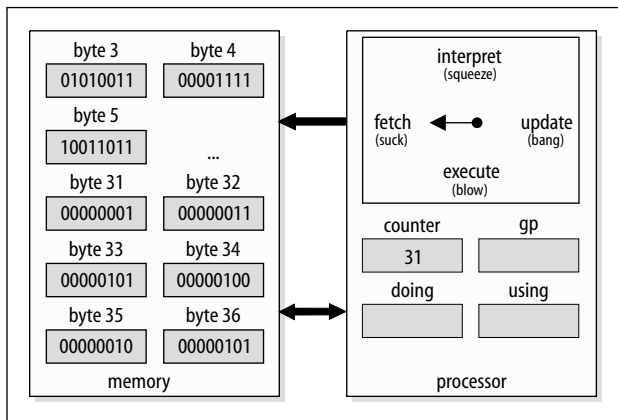 byte 3 byte 4
01010011 00001111
byte 5
10011011 ...
byte 31 byte 32
00000001 00000011
byte 33 byte 34
00000101 00000100
byte 35 byte 36
00000010 00000101
memory
interpret
(squeeze)
fetch update
(suck) (bang)
execute
(blow)
counter gp
31
doing using
processor